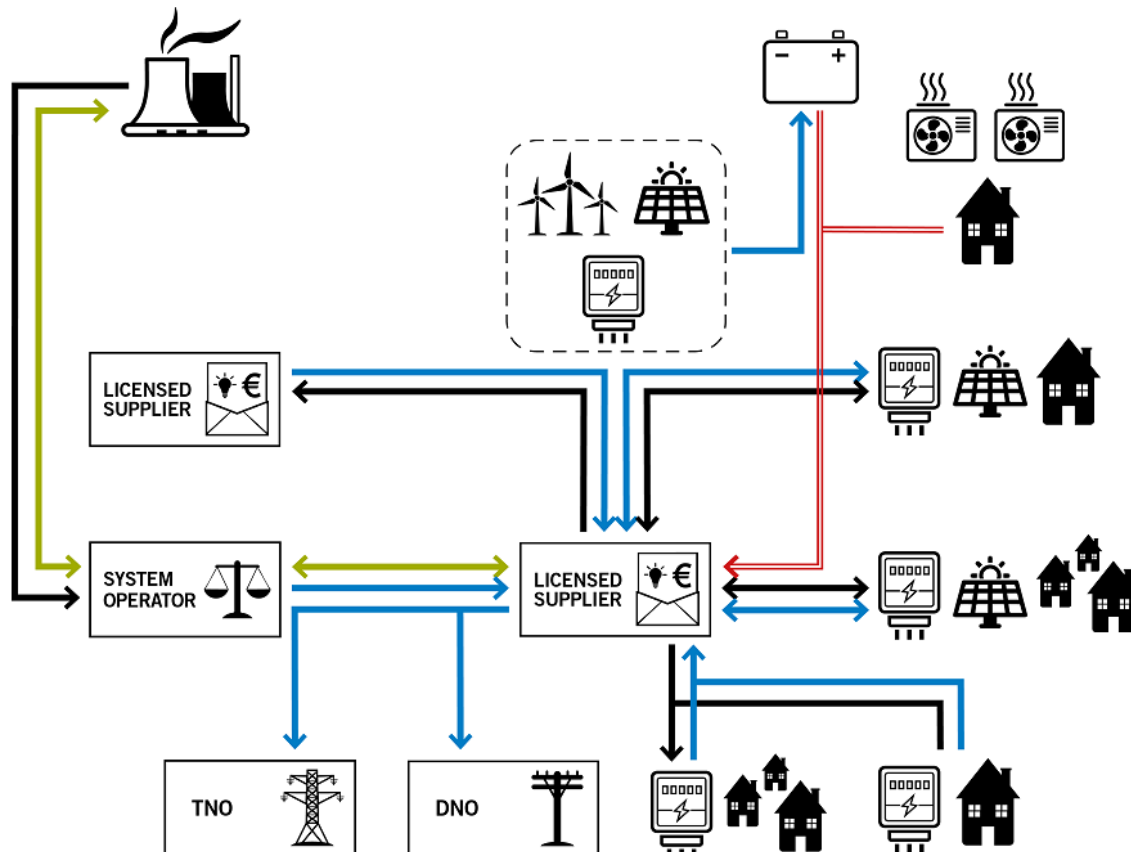 - +
LICENSED
SUPPLIER
€
SYSTEM
OPERATOR
LICENSED
SUPPLIER
€
TNO
DNO